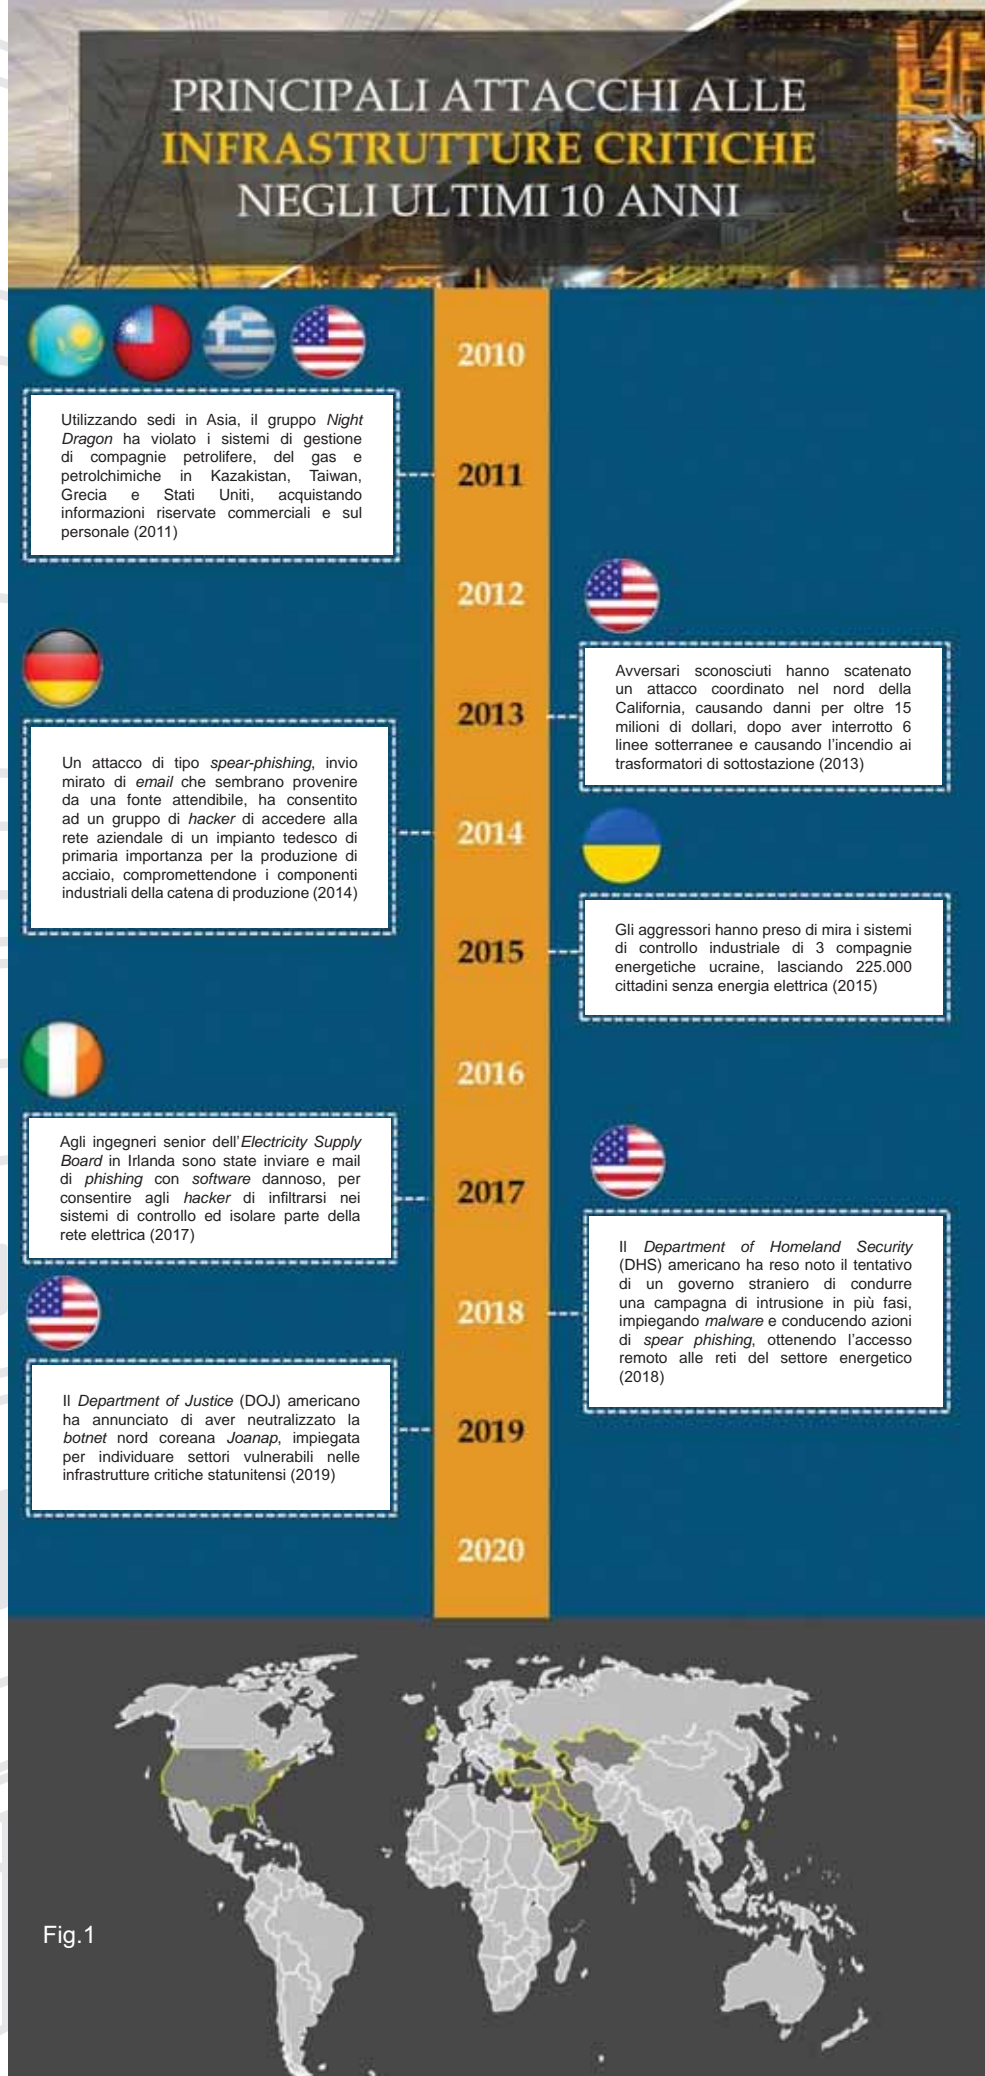 PRINCIPALI ATTACCHI ALLE
INFRASTRUTTURE CRITICHE
NEGLI ULTIMI 10 ANNI
2010
Utilizzando sedi in Asia, il gruppo Night
Dragon ha violato i sistemi di gestione
di compagnie petrolifere, del gas e
petrolchimiche in Kazakistan, Taiwan,
Grecia e Stati Uniti, acquistando
informazioni riservate commerciali e sul
personale (2011)
2011
2012
Avversari sconosciuti hanno scatenato
un attacco coordinato nel nord della
California, causando danni per oltre 15
milioni di dollari, dopo aver interrotto 6
linee sotterranee e causando l'incendio ai
trasformatori di sottostazione (2013)
2013
Un attacco di tipo spear-phishing, invio
mirato di email che sembrano provenire
da una fonte attendibile, ha consentito
ad un gruppo di hacker di accedere alla
rete aziendale di un impianto tedesco di
primaria importanza per la produzione di
acciaio, compromettendone i componenti
industriali della catena di produzione (2014)
2014
Gli aggressori hanno preso di mira i sistemi
di controllo industriale di 3 compagnie
energetiche ucraine, lasciando 225.000
cittadini senza energia elettrica (2015)
2015
2016
Agli ingegneri senior dell'Electricity Supply
Board in Irlanda sono state inviare e mail
di phishing con software dannoso, per
consentire agli hacker di infiltrarsi nei
sistemi di controllo ed isolare parte della
rete elettrica (2017)
2017
Il Department of Homeland Security
(DHS) americano ha reso noto il tentativo
di un governo straniero di condurre
una campagna di intrusione in più fasi,
impiegando malware e conducendo azioni
di spear phishing, ottenendo l'accesso
remoto alle reti del settore energetico
(2018)
2018
Il Department of Justice (DOJ) americano
ha annunciato di aver neutralizzato la
botnet nord coreana Joanap, impiegata
per individuare settori vulnerabili nelle
infrastrutture critiche statunitensi (2019)
2019
2020
Fig.1